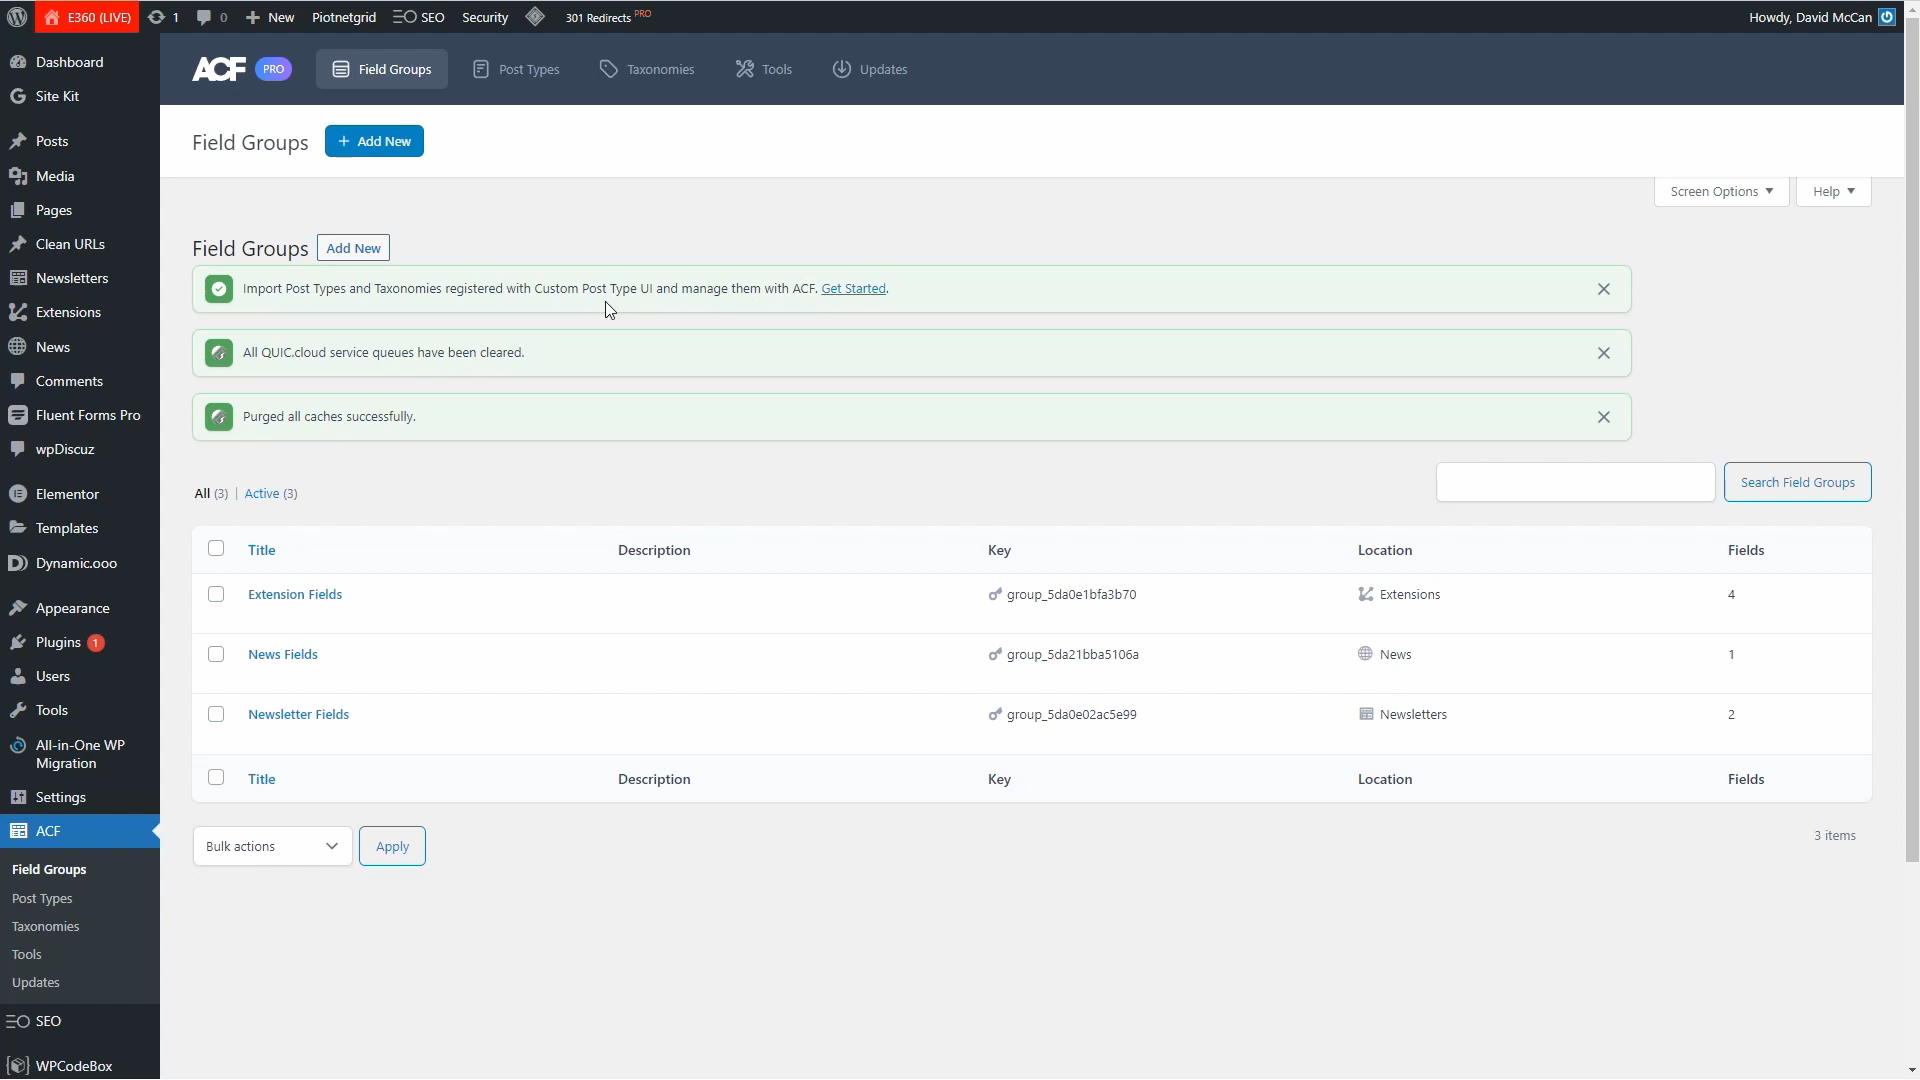 E360 (LIVE) 1 0 New Piotnetgrid SEO Security 301 Redirects PRO Howdy, David McCan
Dashboard
Site Kit
Posts
Media
Pages
Clean URLs
Newsletters
Extensions
News
Comments
Fluent Forms Pro
wpDiscuz
Elementor
Templates
Dynamic.ooo
Appearance
Plugins 1
Users
Tools
All-in-One WP
Migration
Settings
ACF
Field Groups
Post Types
Taxonomies
Tools
Updates
SEO
WPCodeBox
ACF PRO Field Groups Post Types Taxonomies Tools Updates
Field Groups + Add New
Screen Options Help
Field Groups Add New
Import Post Types and Taxonomies registered with Custom Post Type UI and manage them with ACF. Get Started.
All QUIC.cloud service queues have been cleared.
Purged all caches successfully.
All (3) | Active (3)
Search Field Groups
Title Description Key Location Fields
Extension Fields group_5da0e1bfa3b70 Extensions 4
News Fields group_5da21bba5106a News 1
Newsletter Fields group_5da0e02ac5e99 Newsletters 2
Title Description Key Location Fields
Bulk actions Apply
3 items